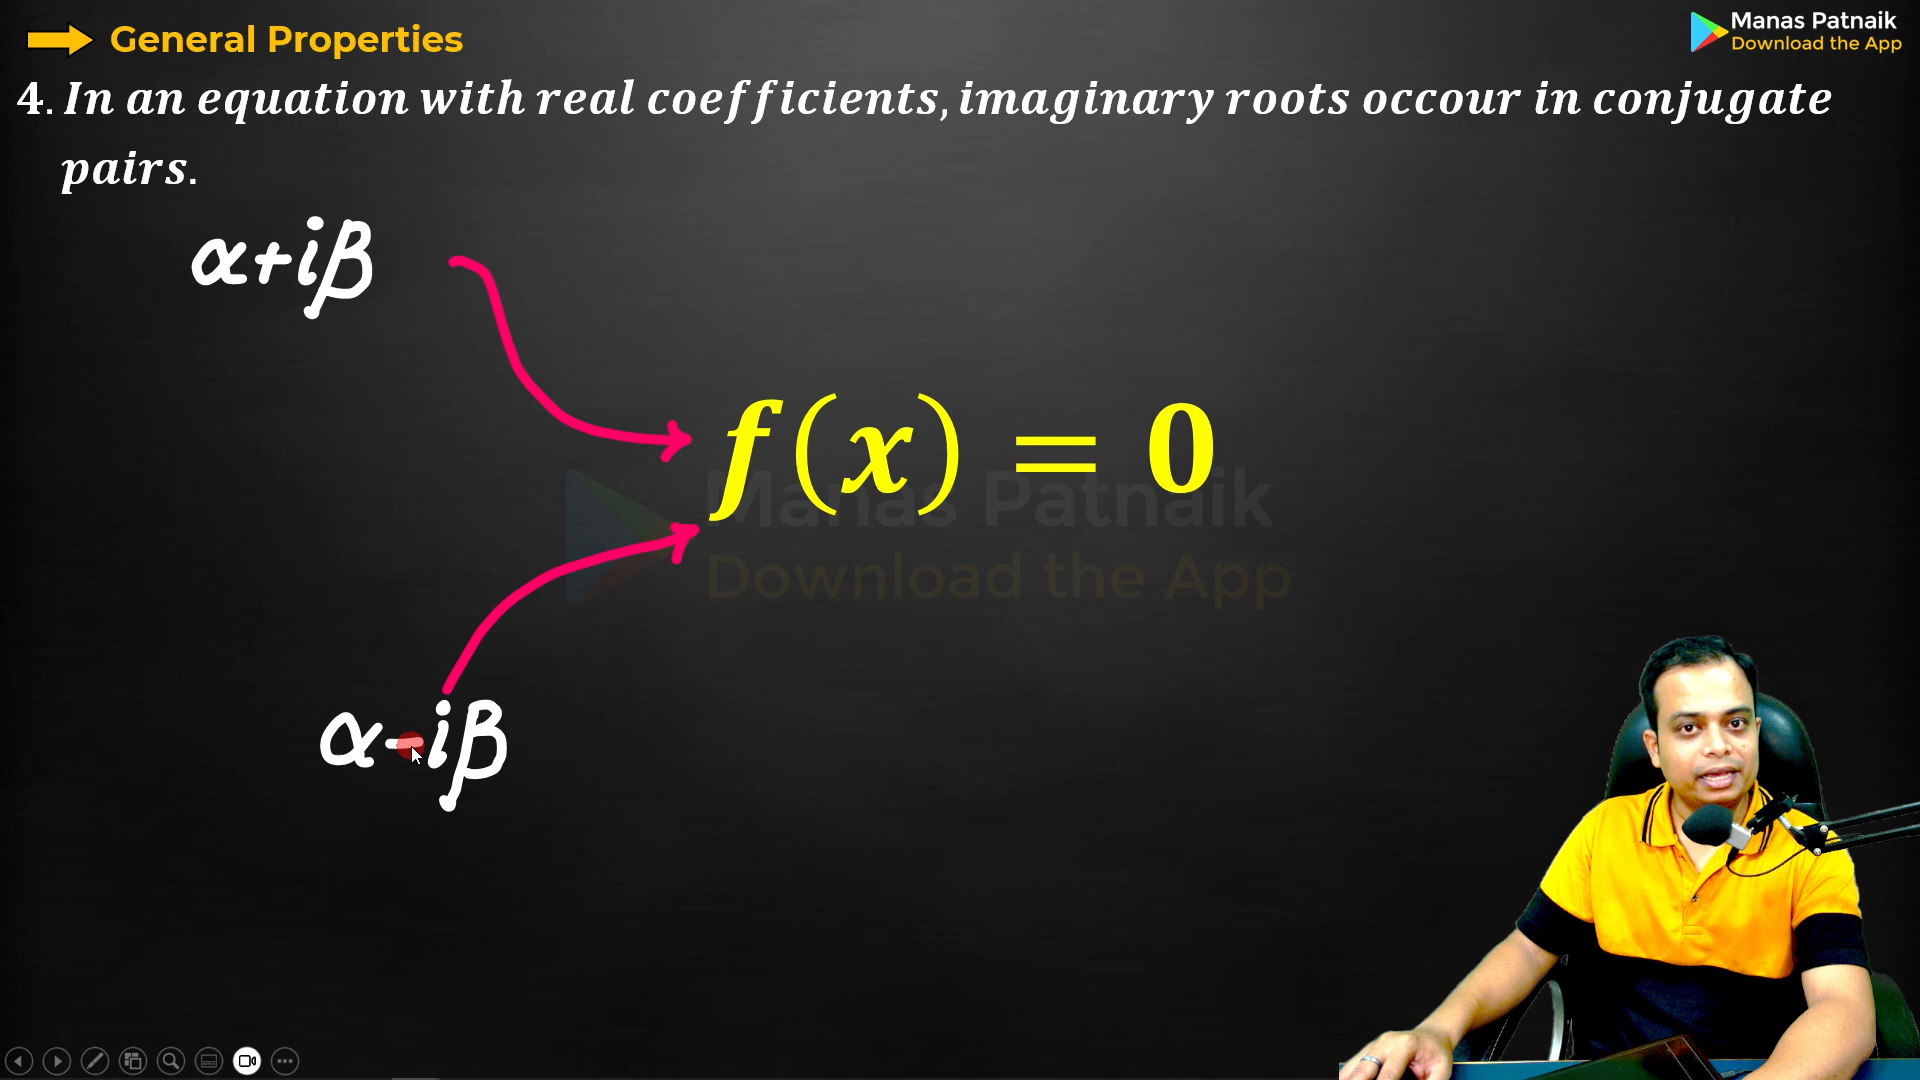 General Properties
Manas Patnaik
Download the App
4. In an equation with real coefficients, imaginary roots occour in conjugate
pairs.
α+iβ
f(x) = 0
Manas Patnaik
Download the App
α-iβ